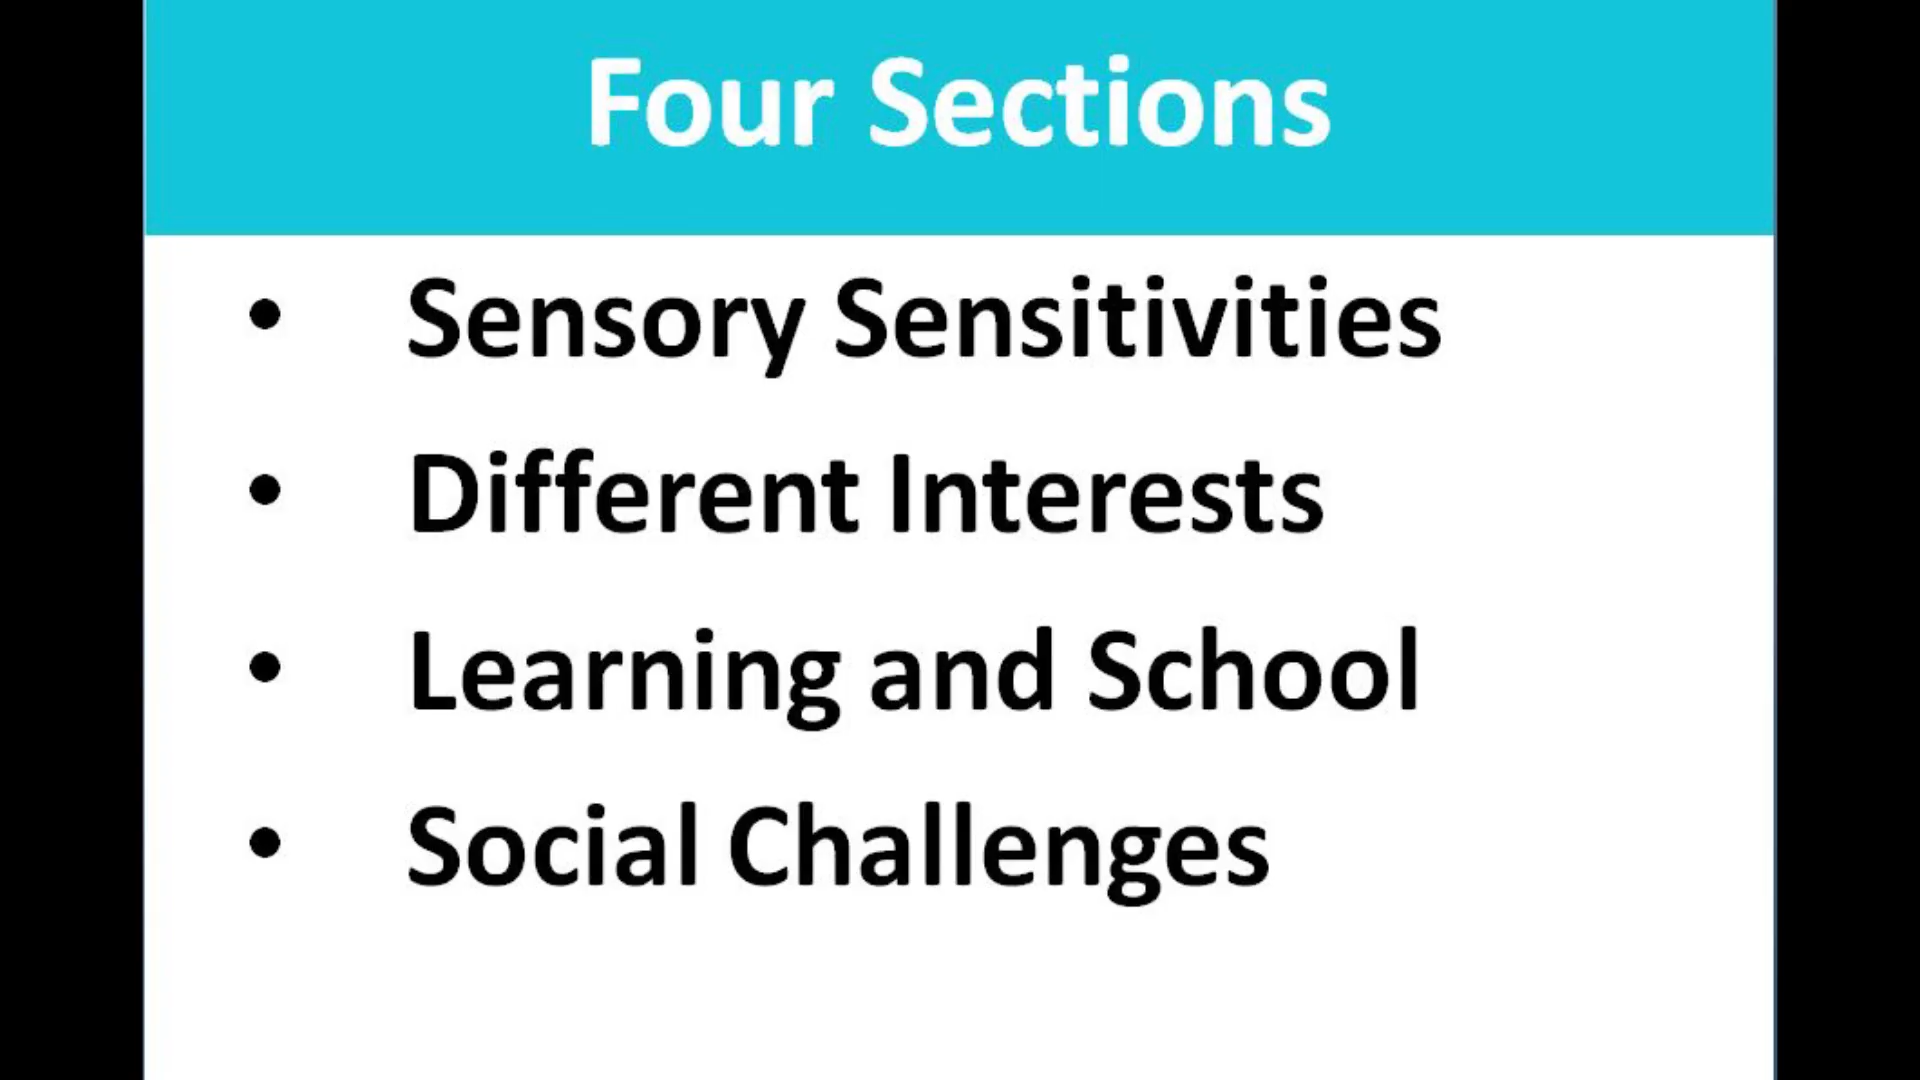 Four Sections
• Sensory Sensitivities
• Different Interests
• Learning and School
• Social Challenges